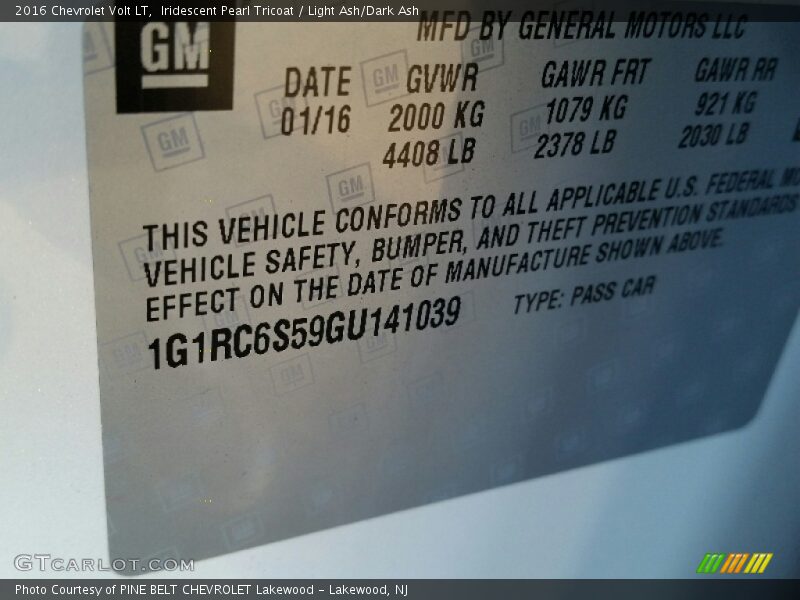 2016 Chevrolet Volt LT,  Iridescent Pearl Tricoat / Light Ash/Dark Ash
GM
MFD BY GENERAL MOTORS LLC
DATE GVWR GAWR FRT GAWR RR
01/16 2000 KG 1079 KG 921 KG
4408 LB 2378 LB 2030 LB
THIS VEHICLE CONFORMS TO ALL APPLICABLE U.S. FEDERAL
VEHICLE SAFETY, BUMPER, AND THEFT PREVENTION STANDARDS
EFFECT ON THE DATE OF MANUFACTURE SHOWN ABOVE.
1G1RC6S59GU141039 TYPE: PASS CAR
GTCARLOT.COM
Photo Courtesy of PINE BELT CHEVROLET Lakewood – Lakewood, NJ